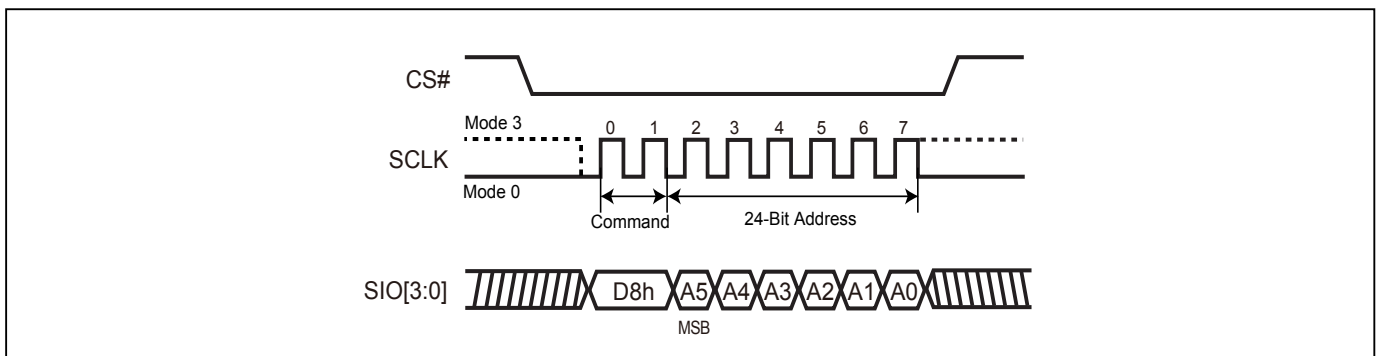 CS#
Mode 3
0 1 2 3 4 5 6 7
SCLK
Mode 0
Command
24-Bit Address
SIO[3:0]
D8h A5 A4 A3 A2 A1 A0
MSB